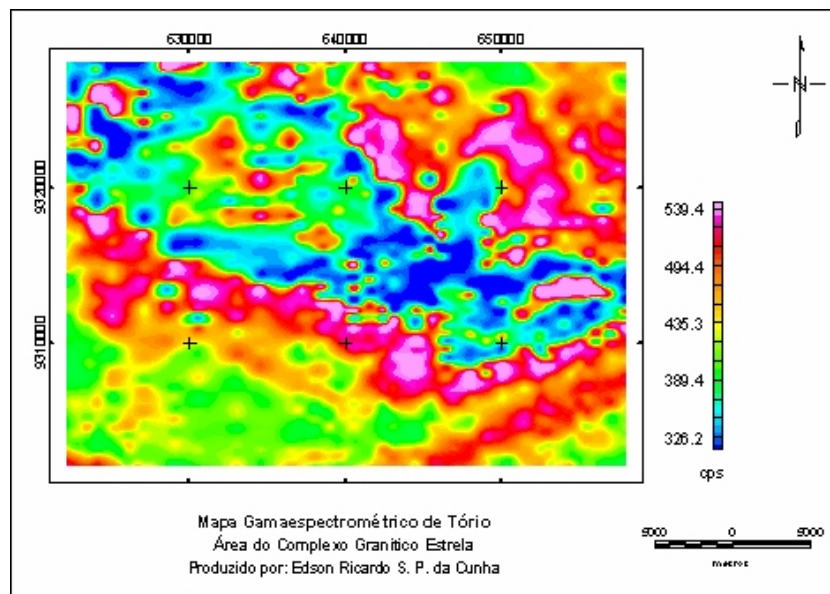 630000 640000 650000
N
9320000
9310000
539.4
494.4
435.3
389.4
326.2
cps
Mapa Gamaespectrométrico de Tório
Área do Complexo Granitico Estrela
Produzido por: Edson Ricardo S. P. da Cunha
5000 0 5000